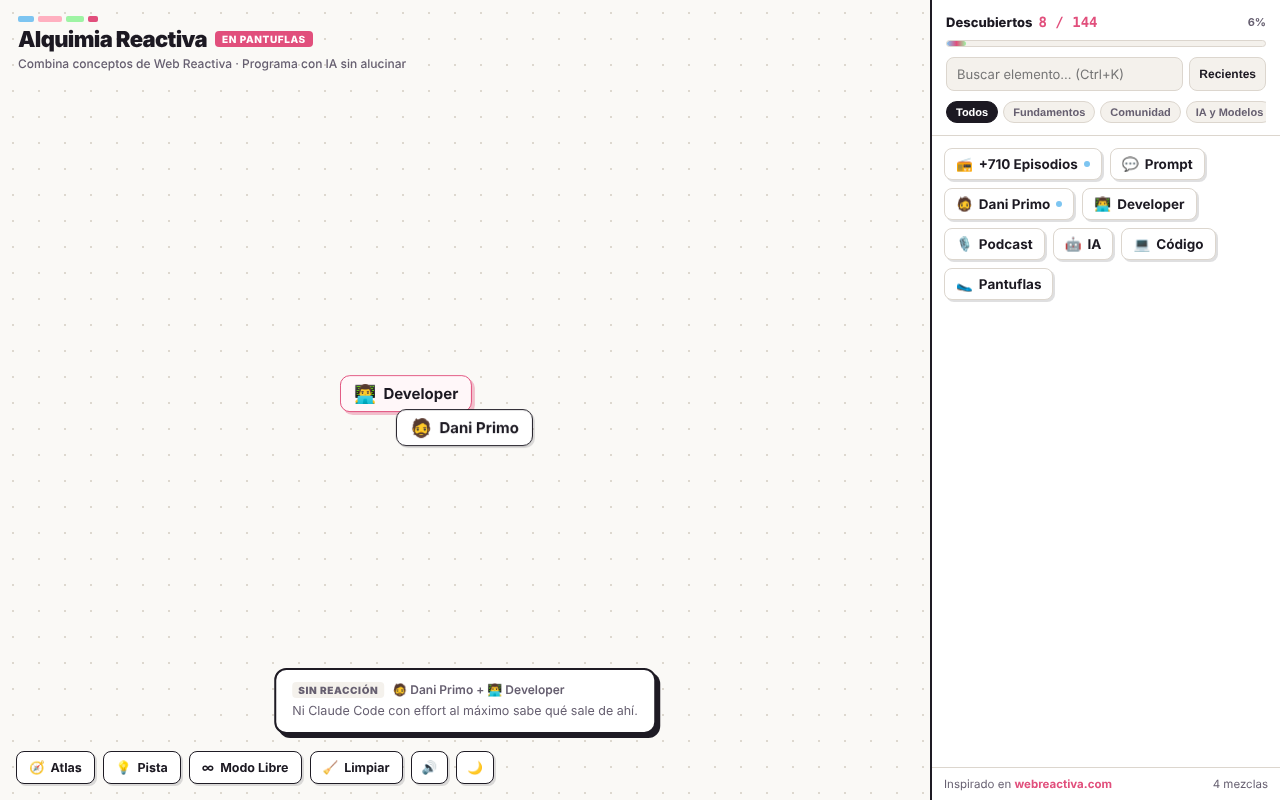 Alquimia Reactiva EN PANTUFLAS
Combina conceptos de Web Reactiva · Programa con IA sin alucinar
Developer
Dani Primo
SIN REACCIÓN Dani Primo + Developer
Ni Claude Code con effort al máximo sabe qué sale de ahí.
Atlas Pista ∞ Modo Libre Limpiar
Descubiertos 8 / 144 6%
Buscar elemento... (Ctrl+K) Recientes
Todos Fundamentos Comunidad IA y Modelos
+710 Episodios Prompt
Dani Primo Developer
Podcast IA Código
Pantuflas
Inspirado en webreactiva.com 4 mezclas